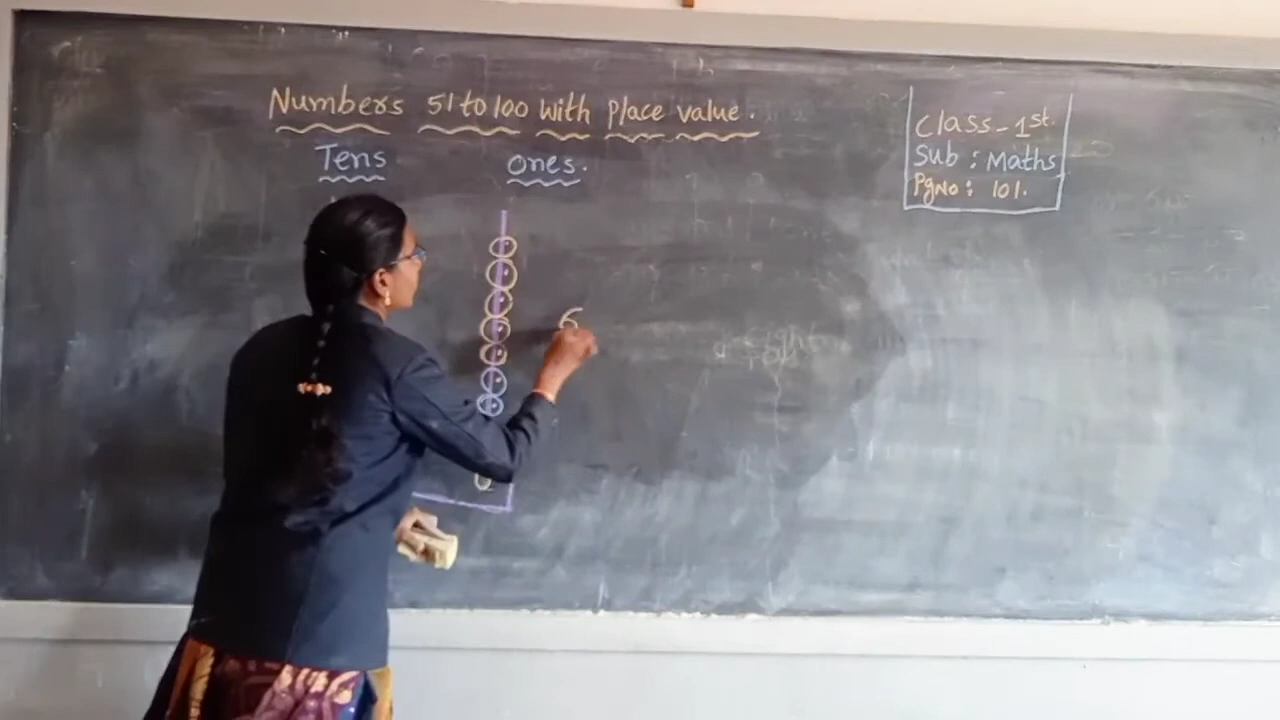 Numbers 51 to 100 with Place value.
Tens ones.
6
Class - 1st.
Sub : Maths
PgNo: 101.